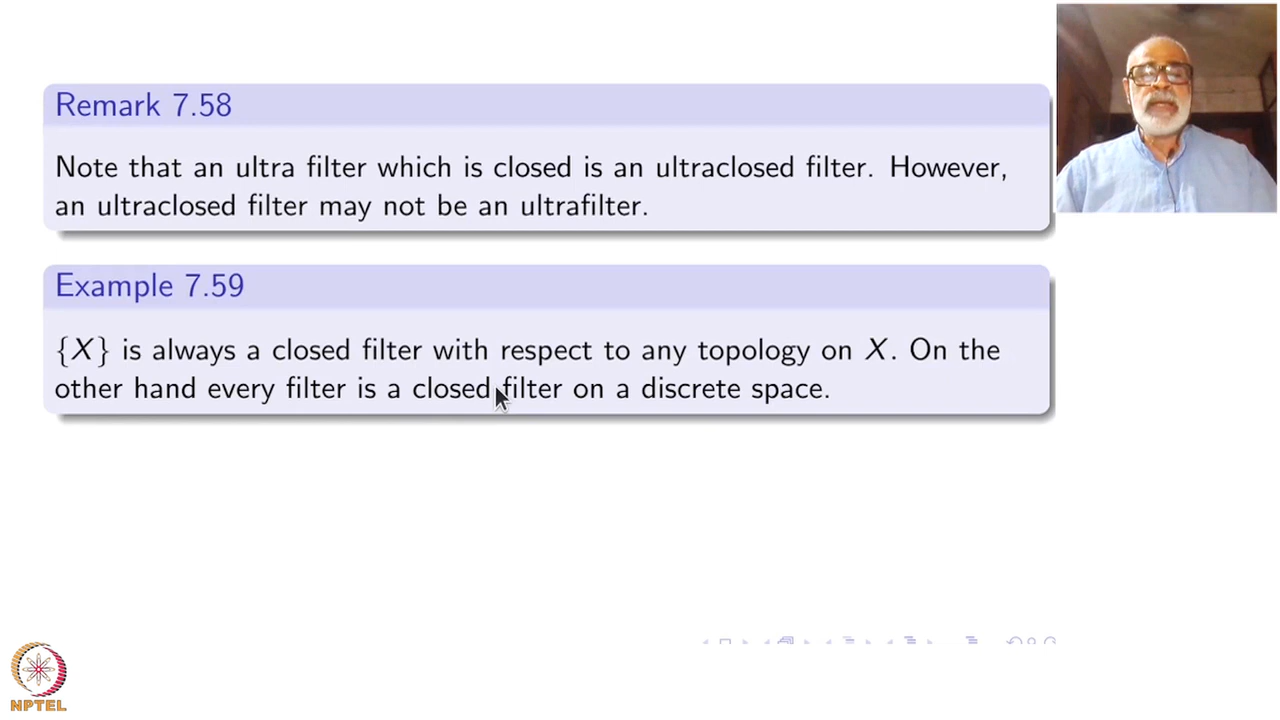 Remark 7.58
Note that an ultra filter which is closed is an ultraclosed filter. However,
an ultraclosed filter may not be an ultrafilter.
Example 7.59
{X} is always a closed filter with respect to any topology on X. On the
other hand every filter is a closed filter on a discrete space.
NPTEL